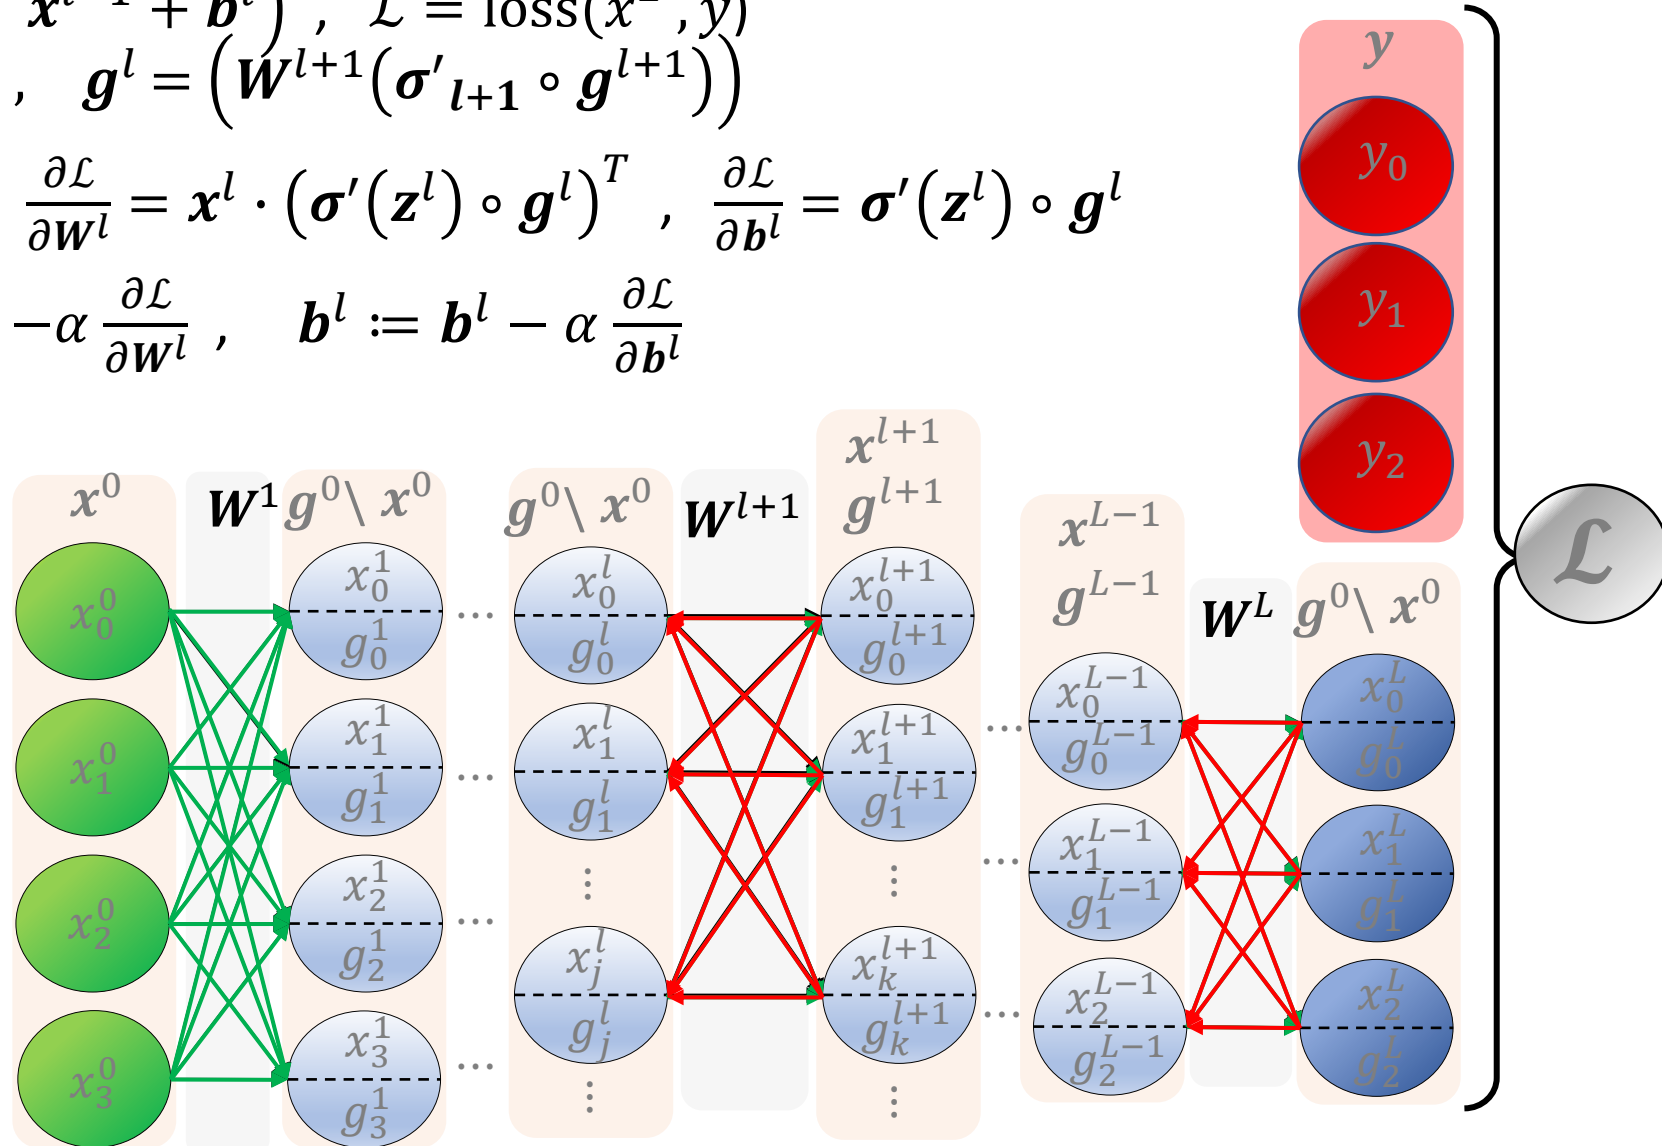 x^{l-1} + b^l ) , ℒ = loss(x^L, y)
, g^l = (W^{l+1}(σ′_{l+1} ∘ g^{l+1}))
∂ℒ/∂W^l = x^l · (σ′(z^l) ∘ g^l)^T , ∂ℒ/∂b^l = σ′(z^l) ∘ g^l
−α ∂ℒ/∂W^l , b^l ≔ b^l − α ∂ℒ/∂b^l
y
y_0
y_1
y_2
ℒ
x^0
W^1
g^0\ x^0
g^0\ x^0
W^{l+1}
x^{l+1}
g^{l+1}
x^{L−1}
g^{L−1}
W^L
g^0\ x^0
x_0^0
x_1^0
x_2^0
x_3^0
x_0^1
g_0^1
x_1^1
g_1^1
x_2^1
g_2^1
x_3^1
g_3^1
...
...
...
...
x_0^l
g_0^l
x_1^l
g_1^l
⋮
x_j^l
g_j^l
⋮
x_0^{l+1}
g_0^{l+1}
x_1^{l+1}
g_1^{l+1}
⋮
x_k^{l+1}
g_k^{l+1}
⋮
...
...
...
x_0^{L−1}
g_0^{L−1}
x_1^{L−1}
g_1^{L−1}
x_2^{L−1}
g_2^{L−1}
x_0^L
g_0^L
x_1^L
g_1^L
x_2^L
g_2^L